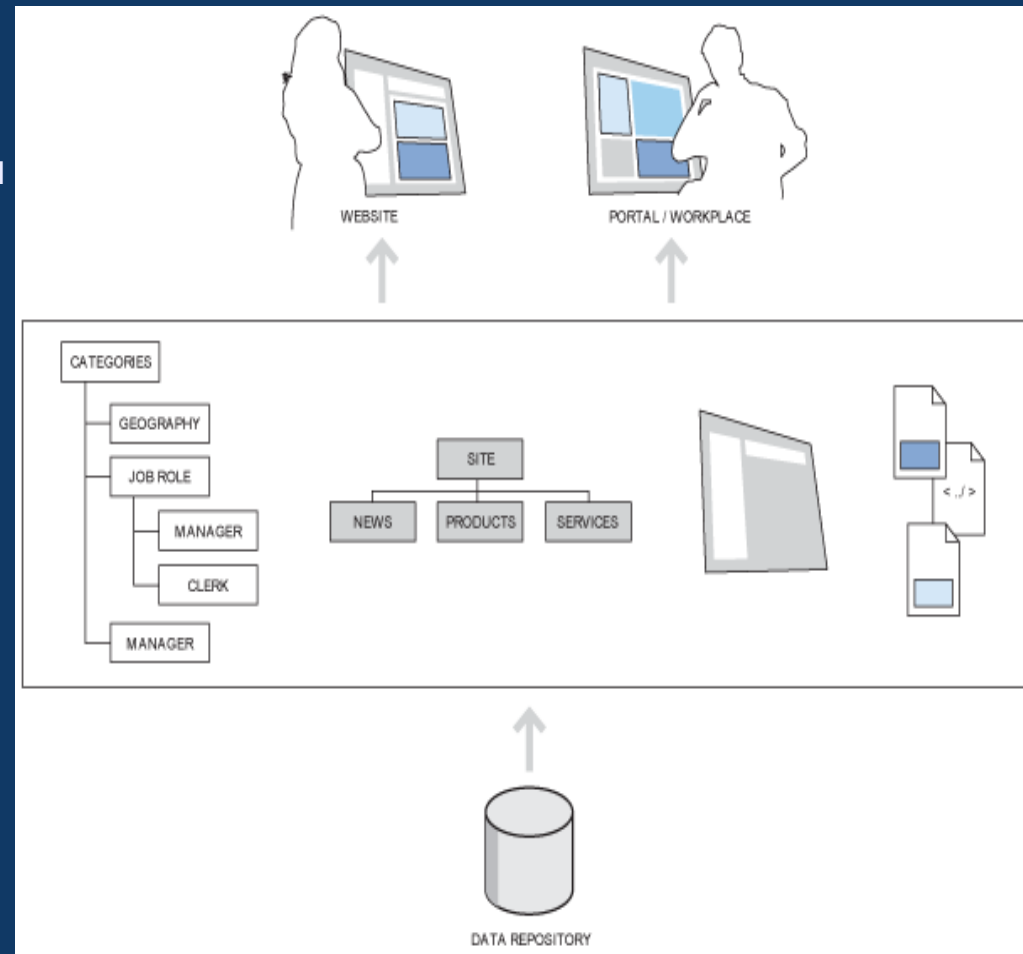 WEBSITE
PORTAL / WORKPLACE
CATEGORIES
GEOGRAPHY
JOB ROLE
MANAGER
CLERK
MANAGER
SITE
NEWS
PRODUCTS
SERVICES
< ../ >
DATA REPOSITORY